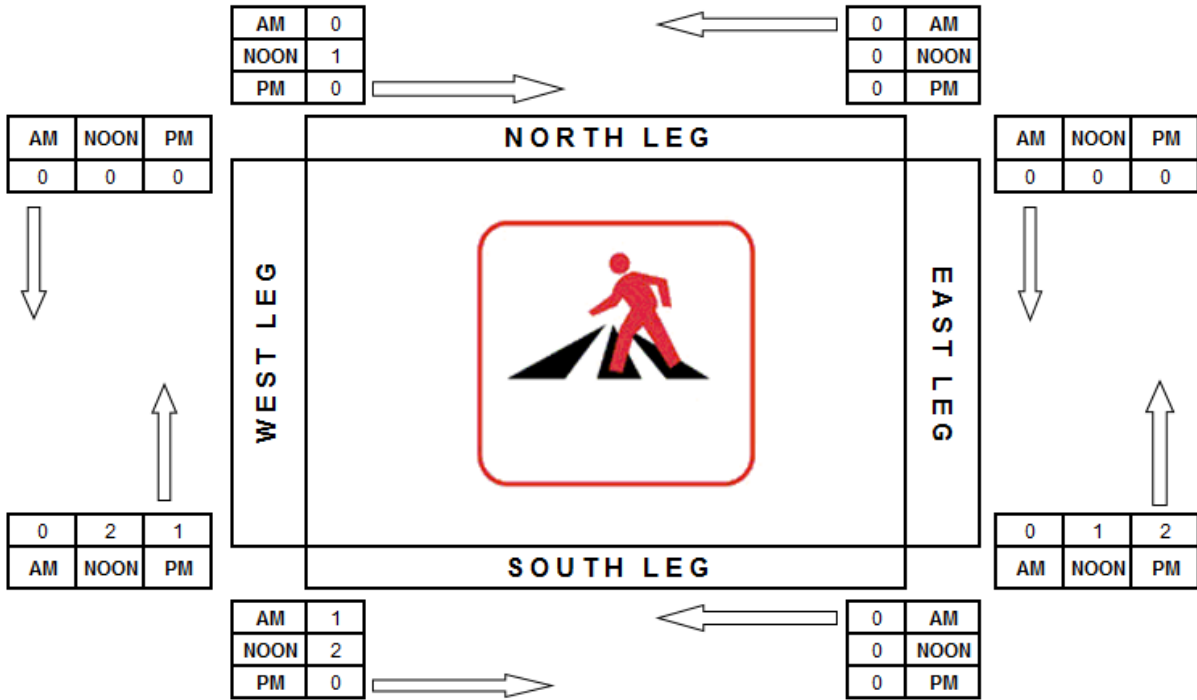 AM 0
NOON 1
PM 0
0 AM
0 NOON
0 PM
AM NOON PM
0 0 0
NORTH LEG
AM NOON PM
0 0 0
WEST LEG
EAST LEG
0 2 1
AM NOON PM
SOUTH LEG
0 1 2
AM NOON PM
AM 1
NOON 2
PM 0
0 AM
0 NOON
0 PM